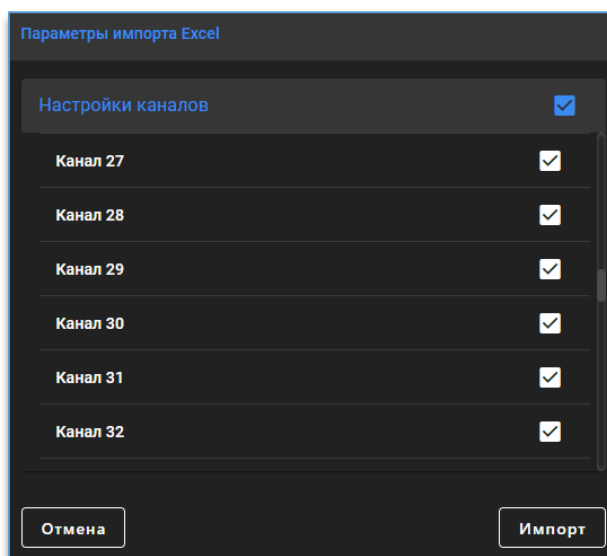 Параметры импорта Excel
Настройки каналов
Канал 27
Канал 28
Канал 29
Канал 30
Канал 31
Канал 32
Отмена
Импорт